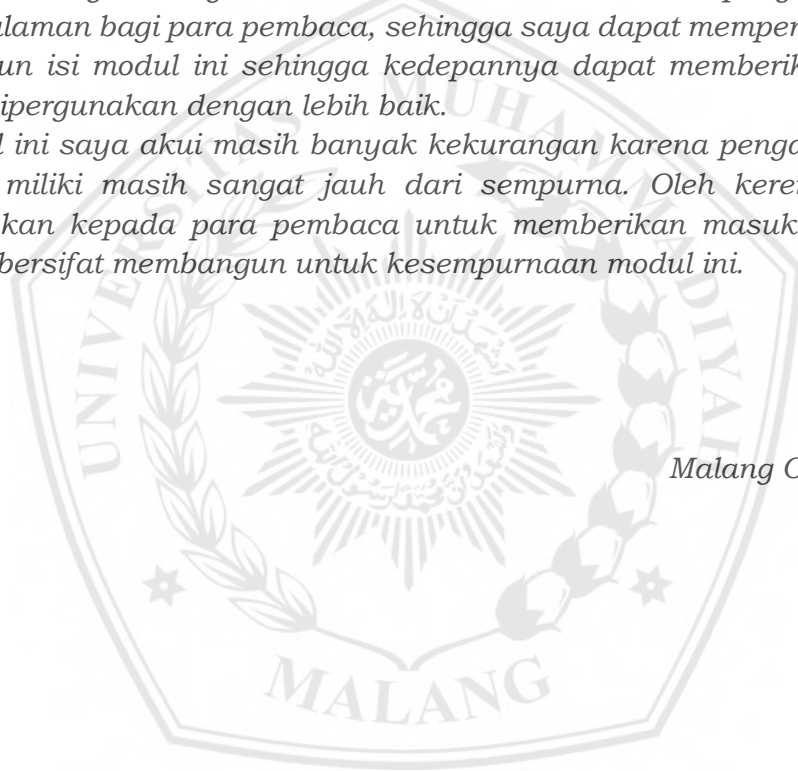 alaman bagi para pembaca, sehingga saya dapat memper
un isi modul ini sehingga kedepannya dapat memberik
ipergunakan dengan lebih baik.
l ini saya akui masih banyak kekurangan karena penga
miliki masih sangat jauh dari sempurna. Oleh keren
kan kepada para pembaca untuk memberikan masuk
bersifat membangun untuk kesempurnaan modul ini.
Malang
UNIVERSITAS MUHAMMADIYAH
MALANG